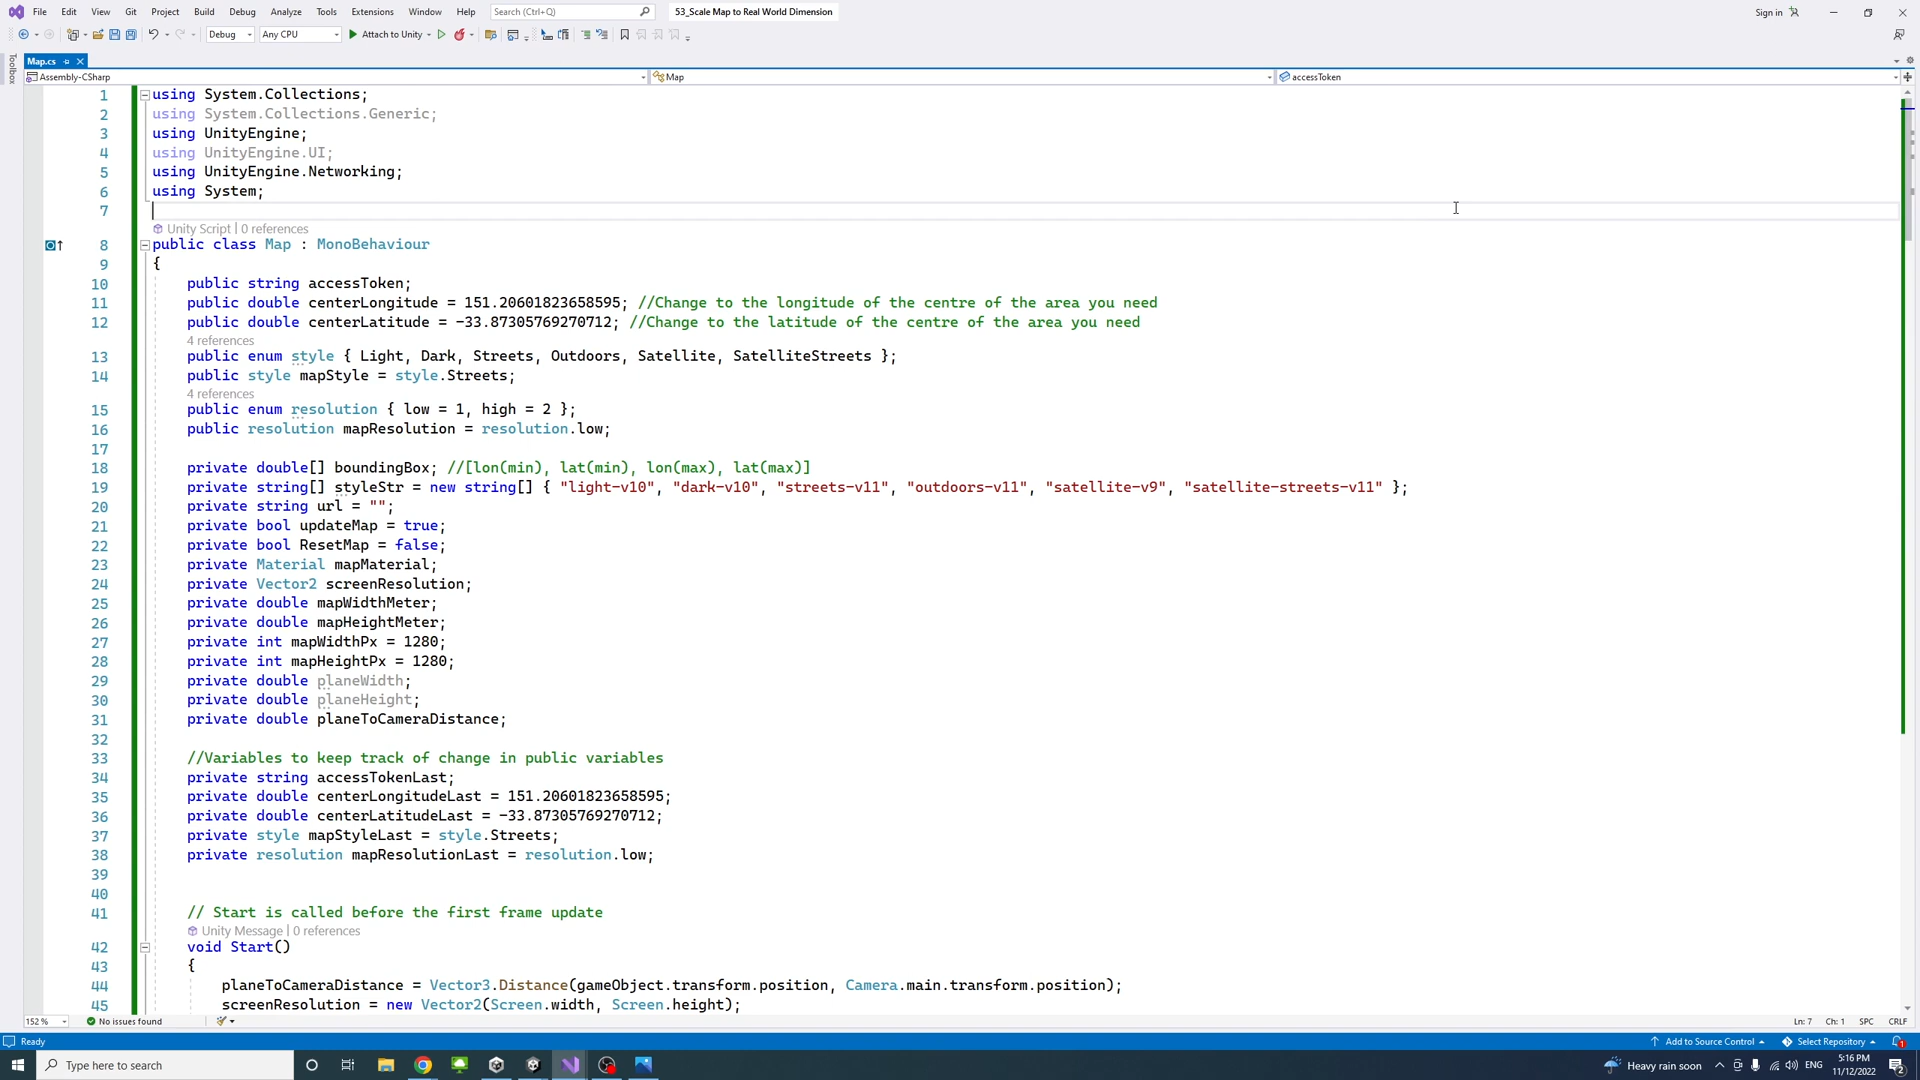 File Edit View Git Project Build Debug Analyze Tools Extensions Window Help Search (Ctrl+Q) 53_Scale Map to Real World Dimension Sign in
Debug Any CPU Attach to Unity
Toolbox
Map.cs
Assembly-CSharp Map accessToken
1 using System.Collections;
2 using System.Collections.Generic;
3 using UnityEngine;
4 using UnityEngine.UI;
5 using UnityEngine.Networking;
6 using System;
7
Unity Script | 0 references
8 public class Map : MonoBehaviour
9 {
10 public string accessToken;
11 public double centerLongitude = 151.20601823658595; //Change to the longitude of the centre of the area you need
12 public double centerLatitude = -33.87305769270712; //Change to the latitude of the centre of the area you need
4 references
13 public enum style { Light, Dark, Streets, Outdoors, Satellite, SatelliteStreets };
14 public style mapStyle = style.Streets;
4 references
15 public enum resolution { low = 1, high = 2 };
16 public resolution mapResolution = resolution.low;
17
18 private double[] boundingBox; //[lon(min), lat(min), lon(max), lat(max)]
19 private string[] styleStr = new string[] { "light-v10", "dark-v10", "streets-v11", "outdoors-v11", "satellite-v9", "satellite-streets-v11" };
20 private string url = "";
21 private bool updateMap = true;
22 private bool ResetMap = false;
23 private Material mapMaterial;
24 private Vector2 screenResolution;
25 private double mapWidthMeter;
26 private double mapHeightMeter;
27 private int mapWidthPx = 1280;
28 private int mapHeightPx = 1280;
29 private double planeWidth;
30 private double planeHeight;
31 private double planeToCameraDistance;
32
33 //Variables to keep track of change in public variables
34 private string accessTokenLast;
35 private double centerLongitudeLast = 151.20601823658595;
36 private double centerLatitudeLast = -33.87305769270712;
37 private style mapStyleLast = style.Streets;
38 private resolution mapResolutionLast = resolution.low;
39
40
41 // Start is called before the first frame update
Unity Message | 0 references
42 void Start()
43 {
44 planeToCameraDistance = Vector3.Distance(gameObject.transform.position, Camera.main.transform.position);
45 screenResolution = new Vector2(Screen.width, Screen.height);
152 % No issues found Ln: 7 Ch: 1 SPC CRLF
Ready Add to Source Control Select Repository 1
Type here to search Heavy rain soon ENG 5:16 PM
11/12/2022 2